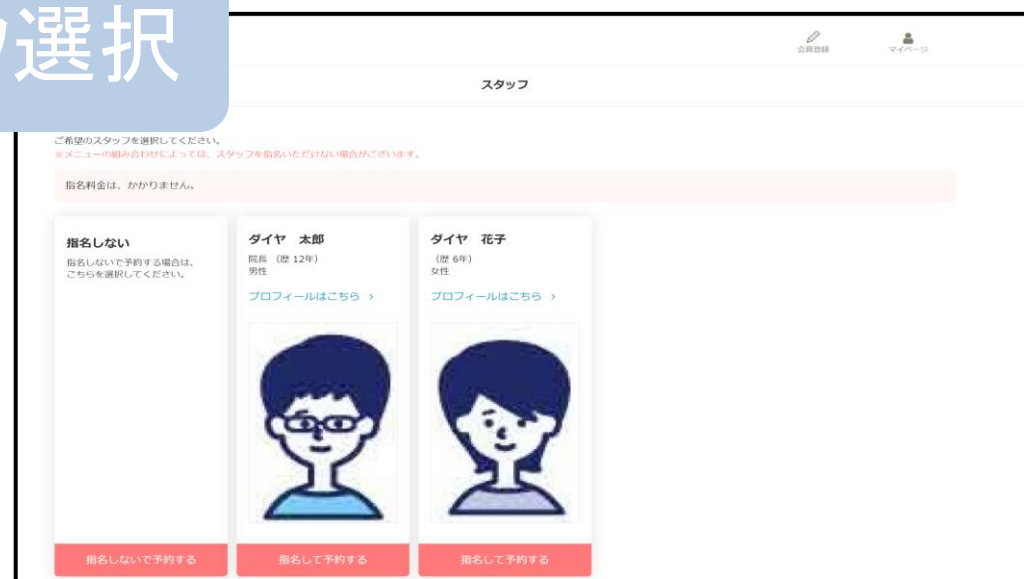 選択
会員登録
マイページ
スタッフ
ご希望のスタッフを選択してください。
※メニューの組み合わせによっては、スタッフを指名いただけない場合がございます。
指名料金は、かかりません。
指名しない
指名しないで予約する場合は、
こちらを選択してください。
指名しないで予約する
ダイヤ 太郎
院長 (歴 12年)
男性
プロフィールはこちら >
指名して予約する
ダイヤ 花子
(歴 6年)
女性
プロフィールはこちら >
指名して予約する